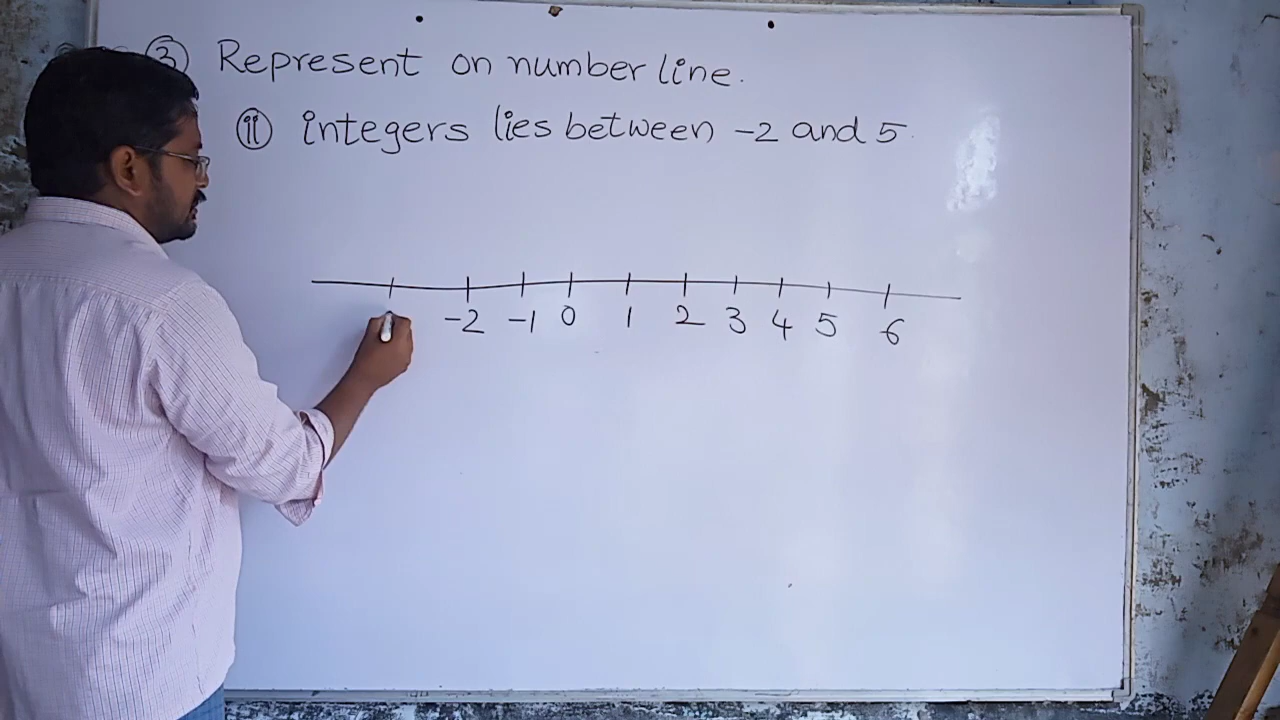 ③ Represent on number line.
ⅱ integers lies between -2 and 5.
-2 -1 0 1 2 3 4 5 6